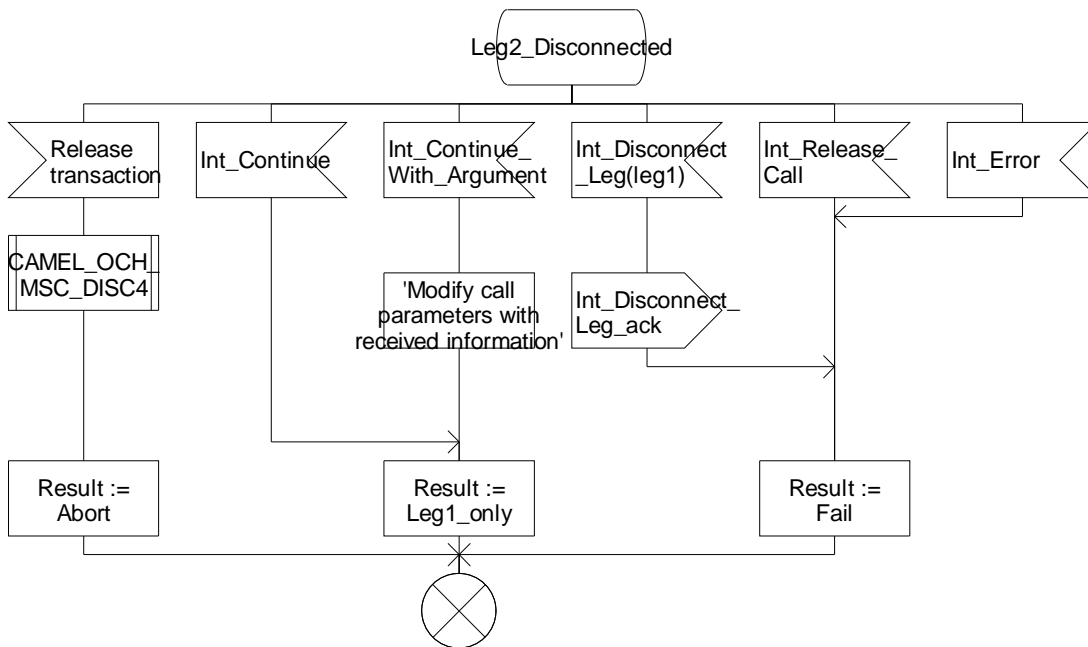 Leg2_Disconnected
Release
transaction
Int_Continue
Int_Continue_
With_Argument
Int_Disconnect
_Leg(leg1)
Int_Release_
Call
Int_Error
CAMEL_OCH_
MSC_DISC4
'Modify call
parameters with
received information'
Int_Disconnect_
Leg_ack
Result :=
Abort
Result :=
Leg1_only
Result :=
Fail